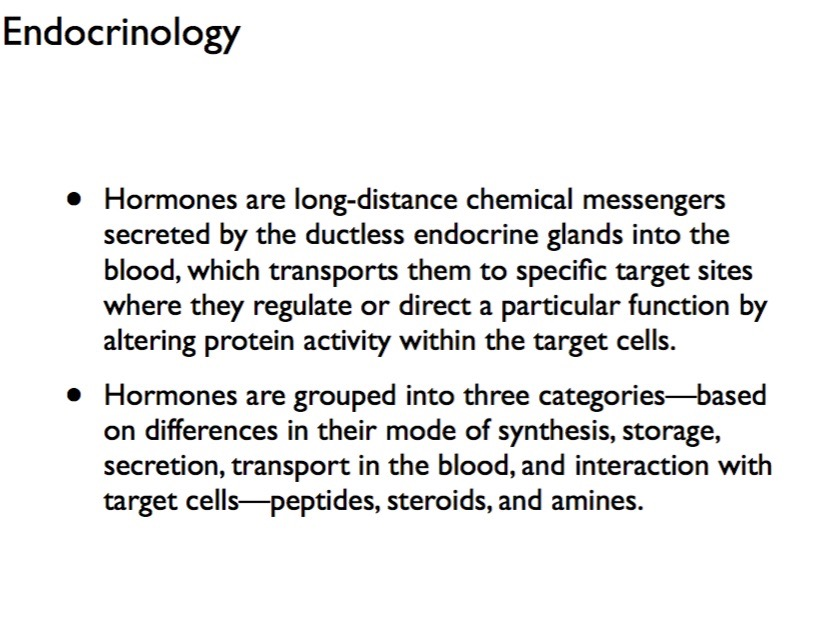 Endocrinology
● Hormones are long-distance chemical messengers
secreted by the ductless endocrine glands into the
blood, which transports them to specific target sites
where they regulate or direct a particular function by
altering protein activity within the target cells.
● Hormones are grouped into three categories—based
on differences in their mode of synthesis, storage,
secretion, transport in the blood, and interaction with
target cells—peptides, steroids, and amines.